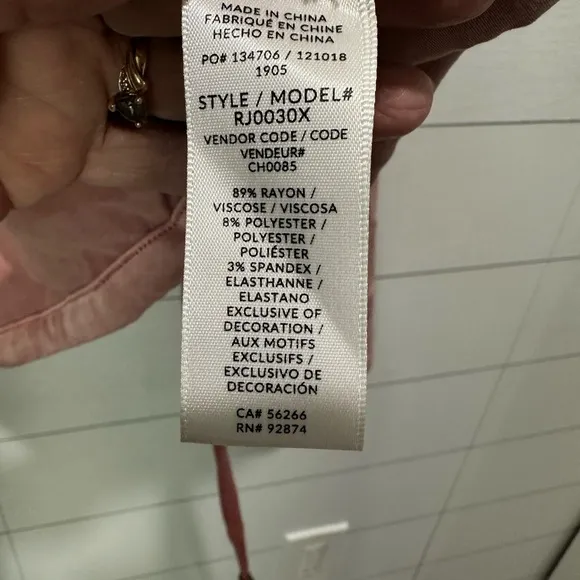 MADE IN CHINA
FABRIQUÉ EN CHINE
HECHO EN CHINA
PO# 134706 / 121018
1905
STYLE / MODEL#
RJ0030X
VENDOR CODE / CODE
VENDEUR#
CH0085
89% RAYON /
VISCOSE / VISCOSA
8% POLYESTER /
POLYESTER /
POLIÉSTER
3% SPANDEX /
ELASTHANNE /
ELASTANO
EXCLUSIVE OF
DECORATION /
AUX MOTIFS
EXCLUSIFS /
EXCLUSIVO DE
DECORACIÓN
CA# 56266
RN# 92874